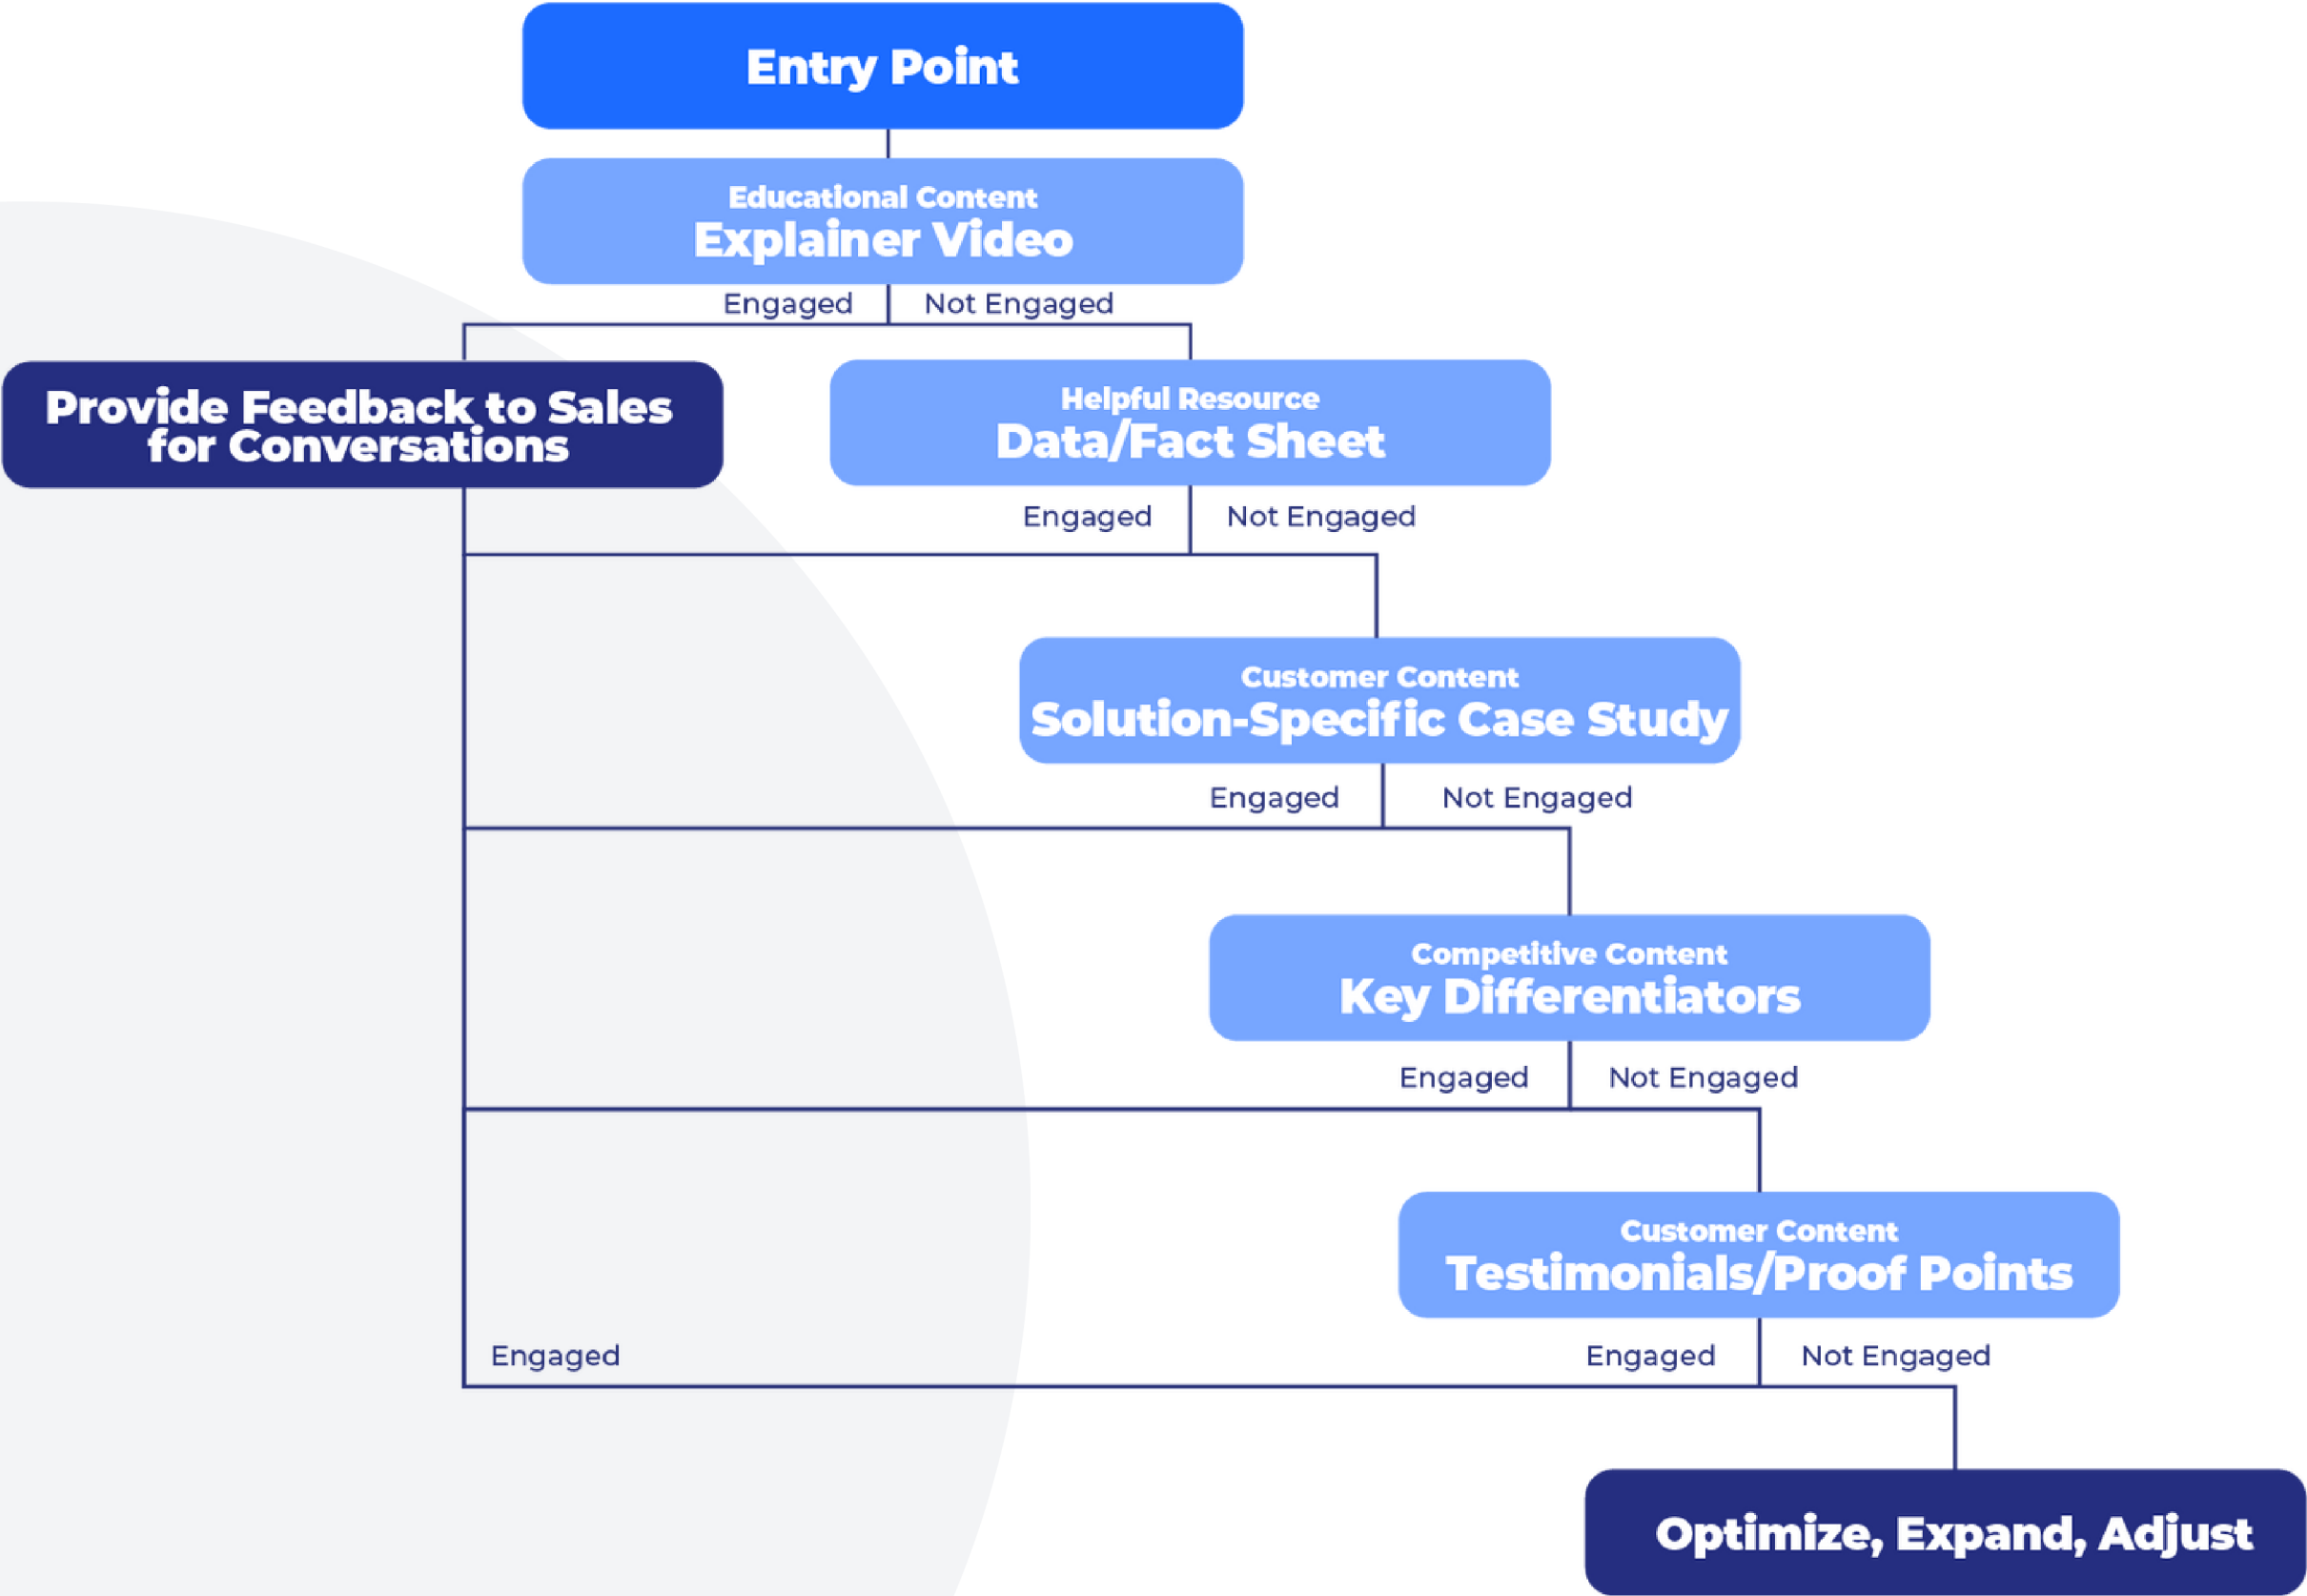 Entry Point
Educational Content
Explainer Video
Engaged
Not Engaged
Provide Feedback to Sales
for Conversations
Helpful Resource
Data/Fact Sheet
Engaged
Not Engaged
Customer Content
Solution-Specific Case Study
Engaged
Not Engaged
Competitive Content
Key Differentiators
Engaged
Not Engaged
Customer Content
Testimonials/Proof Points
Engaged
Engaged
Not Engaged
Optimize, Expand, Adjust